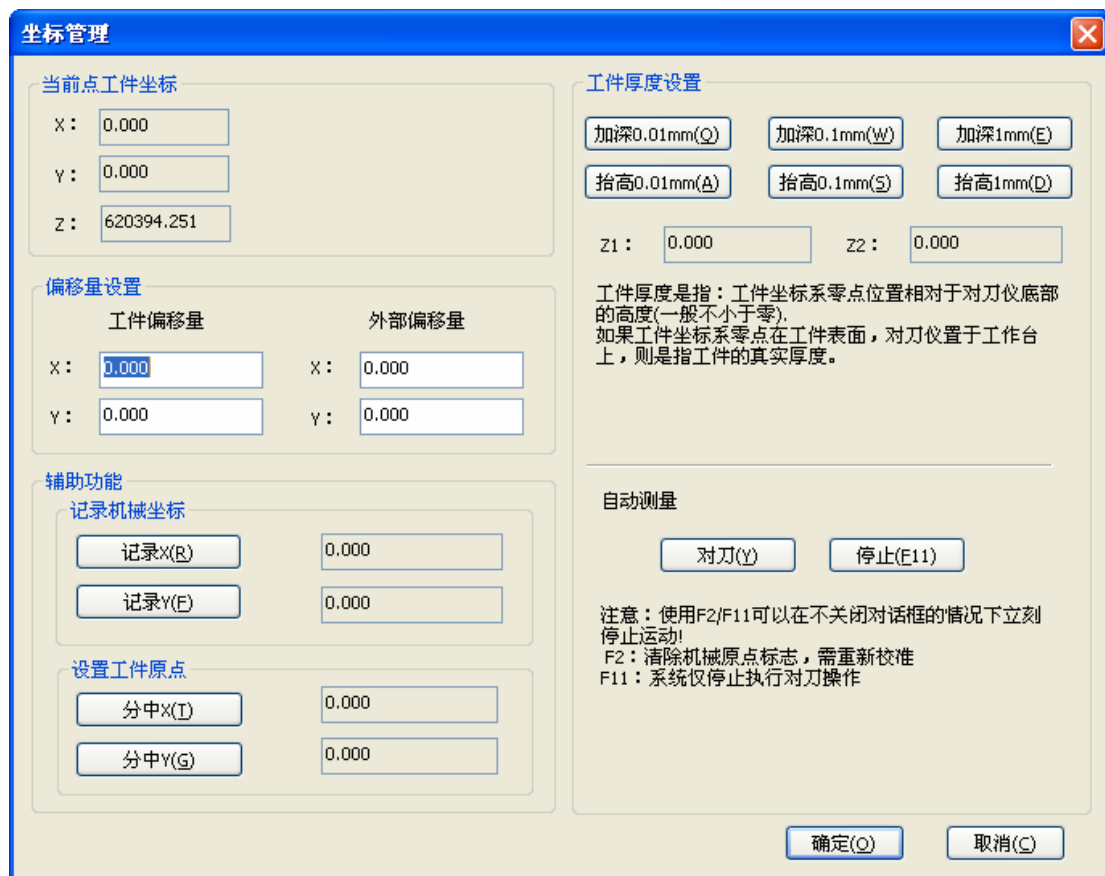 坐标管理
当前点工件坐标
X： 0.000
Y： 0.000
Z： 620394.251
偏移量设置
工件偏移量 外部偏移量
X： 0.000 X： 0.000
Y： 0.000 Y： 0.000
辅助功能
记录机械坐标
记录X(R) 0.000
记录Y(F) 0.000
设置工件原点
分中X(T) 0.000
分中Y(G) 0.000
工件厚度设置
加深0.01mm(Q) 加深0.1mm(W) 加深1mm(E)
抬高0.01mm(A) 抬高0.1mm(S) 抬高1mm(D)
Z1： 0.000 Z2： 0.000
工件厚度是指：工件坐标系零点位置相对于对刀仪底部
的高度(一般不小于零).
如果工件坐标系零点在工件表面，对刀仪置于工作台
上，则是指工件的真实厚度。
自动测量
对刀(Y) 停止(F11)
注意：使用F2/F11可以在不关闭对话框的情况下立刻
停止运动!
F2：清除机械原点标志，需重新校准
F11：系统仅停止执行对刀操作
确定(O) 取消(C)